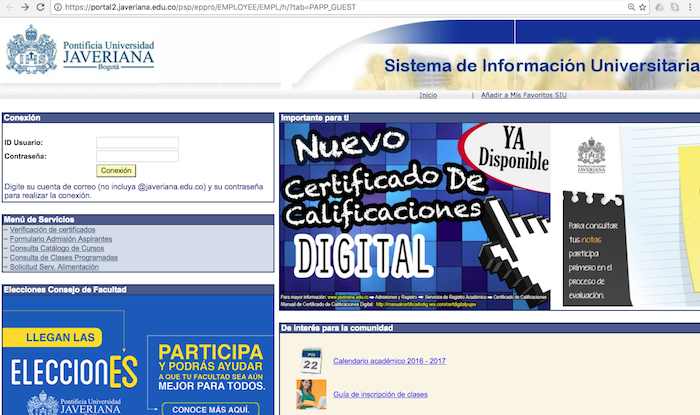 https://portal2.javeriana.edu.co/psp/eppro/EMPLOYEE/EMPL/h/?tab=PAPP_GUEST
Pontificia Universidad
JAVERIANA
Bogotá
Sistema de Información Universitaria
Inicio | Añadir a Mis Favoritos SIU
Conexión
ID Usuario:
Contraseña:
Conexión
Digite su cuenta de correo (no incluya @javeriana.edu.co) y su contraseña
para realizar la conexión.
Menú de Servicios
– Verificación de certificados
– Formulario Admisión Aspirantes
– Consulta Catálogo de Cursos
– Consulta de Clases Programadas
– Solicitud Serv. Alimentación
Elecciones Consejo de Facultad
LLEGAN LAS
ELECCIONES
Pontificia Universidad
JAVERIANA
PARTICIPA
Y PODRÁS AYUDAR
A QUE TU FACULTAD SEA AÚN
MEJOR PARA TODOS.
CONOCE MÁS AQUÍ.
Importante para ti
Nuevo
Certificado De
Calificaciones
DIGITAL
YA
Disponible
Para mayor información: www.javeriana.edu.co Admisiones y Registro Servicios de Registro Académico Certificado de Calificaciones
Manual de Certificado de Calificaciones Digital: http://manualcertificadodig.wix.com/certdigitalpujav
Para consultar
tus notas
participa
primero en el
proceso de
evaluación.
De interés para la comunidad
22
Calendario académico 2016 - 2017
Guía de inscripción de clases